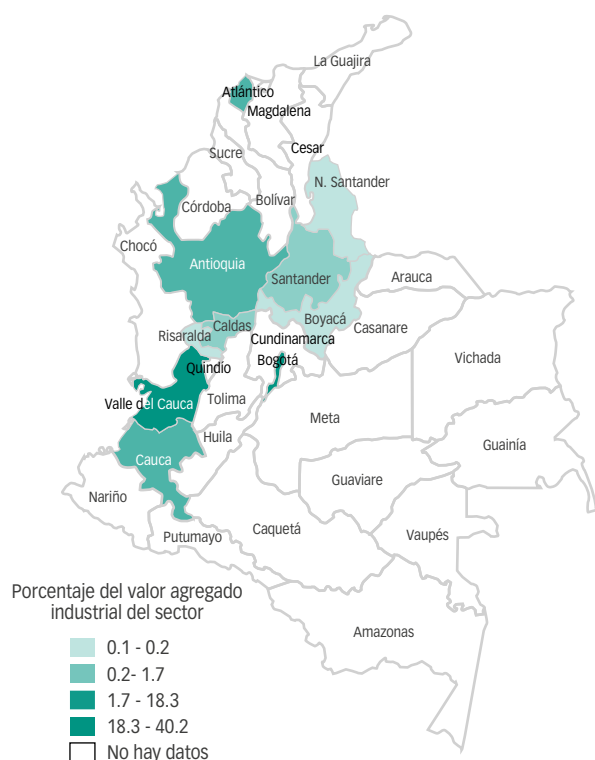 La Guajira
Atlántico
Magdalena
Cesar
Sucre
N. Santander
Bolívar
Córdoba
Chocó
Antioquia
Santander
Arauca
Boyacá
Caldas
Risaralda
Casanare
Cundinamarca
Bogotá
Vichada
Quindío
Tolima
Valle del Cauca
Meta
Huila
Guainía
Cauca
Guaviare
Nariño
Caquetá
Putumayo
Vaupés
Amazonas
Porcentaje del valor agregado
industrial del sector
0.1 - 0.2
0.2- 1.7
1.7 - 18.3
18.3 - 40.2
No hay datos